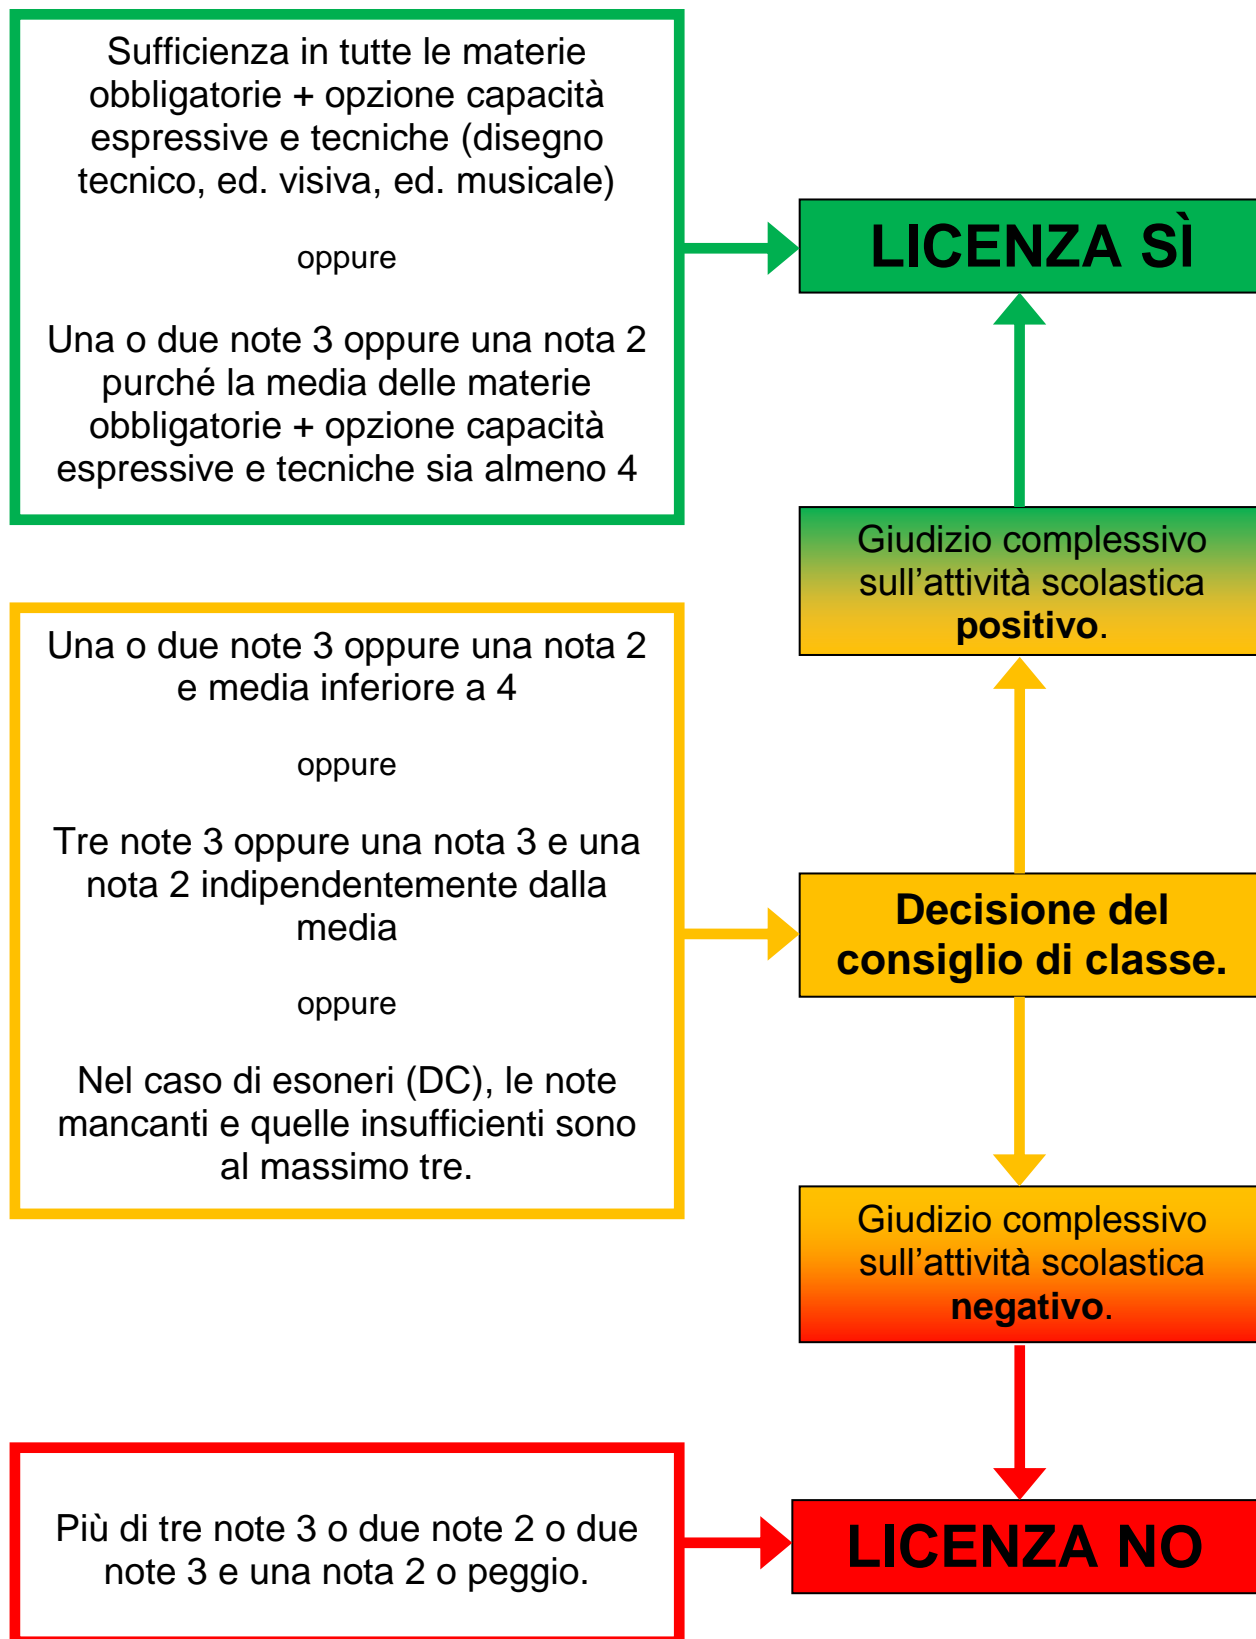 Sufficienza in tutte le materie
obbligatorie + opzione capacità
espressive e tecniche (disegno
tecnico, ed. visiva, ed. musicale)
oppure
Una o due note 3 oppure una nota 2
purché la media delle materie
obbligatorie + opzione capacità
espressive e tecniche sia almeno 4
LICENZA SÌ
Giudizio complessivo
sull’attività scolastica
positivo.
Una o due note 3 oppure una nota 2
e media inferiore a 4
oppure
Tre note 3 oppure una nota 3 e una
nota 2 indipendentemente dalla
media
oppure
Nel caso di esoneri (DC), le note
mancanti e quelle insufficienti sono
al massimo tre.
Decisione del
consiglio di classe.
Giudizio complessivo
sull’attività scolastica
negativo.
Più di tre note 3 o due note 2 o due
note 3 e una nota 2 o peggio.
LICENZA NO